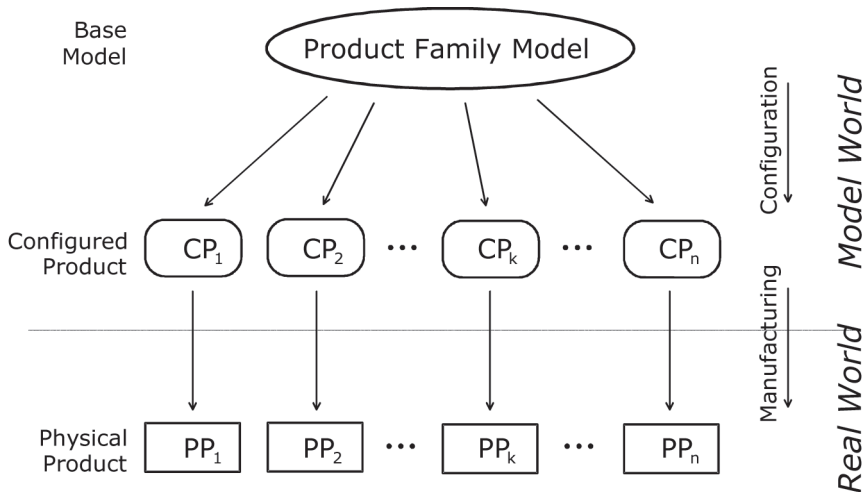 Base
Model
Product Family Model
Configuration
Model World
Configured
Product
CP1
CP2
...
CPk
...
CPn
Manufacturing
Real World
Physical
Product
PP1
PP2
...
PPk
...
PPn